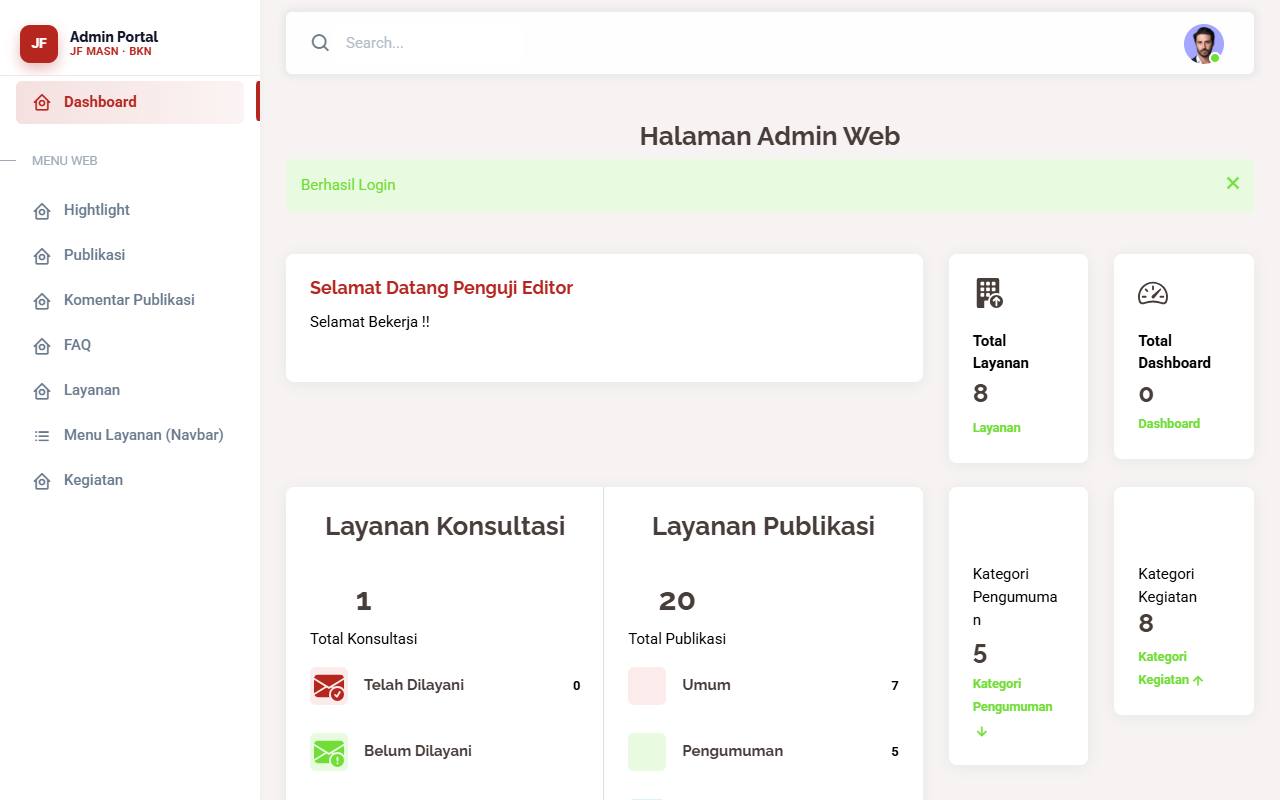 JF
Admin Portal
JF MASN · BKN
Dashboard
MENU WEB
Hightlight
Publikasi
Komentar Publikasi
FAQ
Layanan
Menu Layanan (Navbar)
Kegiatan
Search...
Halaman Admin Web
Berhasil Login
Selamat Datang Penguji Editor
Selamat Bekerja !!
Total
Layanan
8
Layanan
Total
Dashboard
0
Dashboard
Layanan Konsultasi
1
Total Konsultasi
Telah Dilayani 0
Belum Dilayani
Layanan Publikasi
20
Total Publikasi
Umum 7
Pengumuman 5
Kategori
Pengumuma
n
5
Kategori
Pengumuman
Kategori
Kegiatan
8
Kategori
Kegiatan